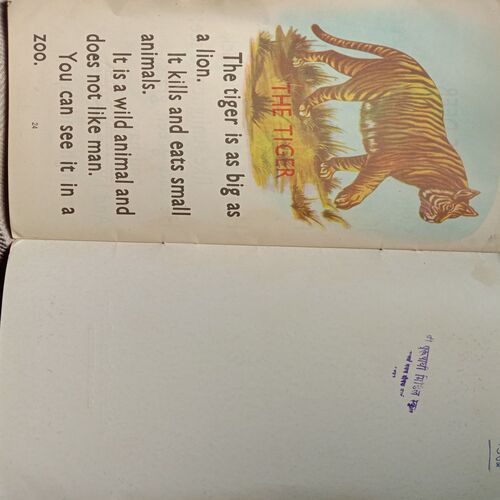 THE TIGER
The tiger is as big as
a lion.
It kills and eats small
animals.
It is a wild animal and
does not like man.
You can see it in a
zoo.
24